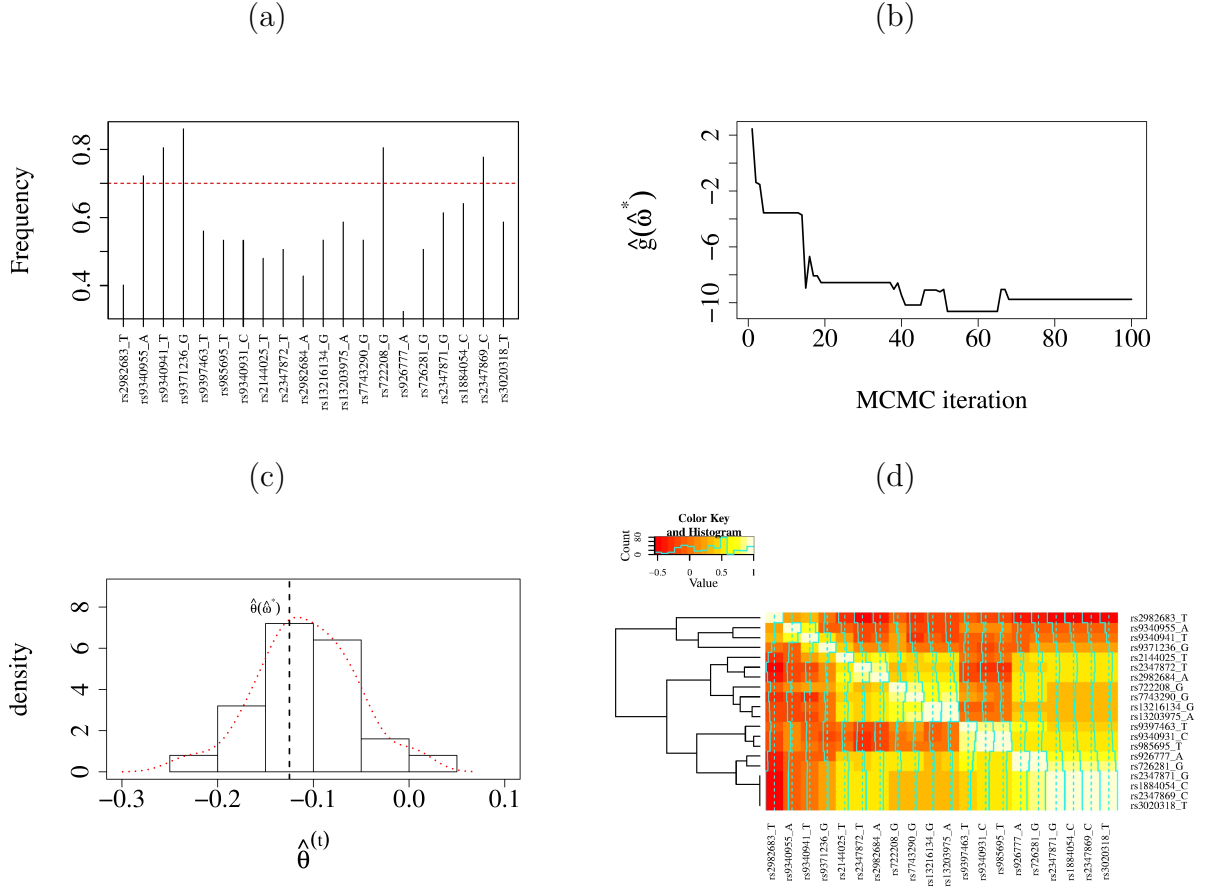 (a)
Frequency
0.4
0.6
0.8
rs2982683_T
rs9340955_A
rs9340941_T
rs9371236_G
rs9397463_T
rs985695_T
rs9340931_C
rs2144025_T
rs2347872_T
rs2982684_A
rs13216134_G
rs13203975_A
rs7743290_G
rs722208_G
rs926777_A
rs726281_G
rs2347871_G
rs1884054_C
rs2347869_C
rs3020318_T
(b)
ĝ(ω̂*)
2
−2
−6
−10
0
20
40
60
80
100
MCMC iteration
(c)
density
0
2
4
6
8
θ̂(ω̂*)
−0.3
−0.2
−0.1
0.0
0.1
θ̂(t)
(d)
Color Key
and Histogram
Count
0
80
−0.5
0
0.5
1
Value
rs2982683_T
rs9340955_A
rs9340941_T
rs9371236_G
rs2144025_T
rs2347872_T
rs2982684_A
rs722208_G
rs7743290_G
rs13216134_G
rs13203975_A
rs9397463_T
rs9340931_C
rs985695_T
rs926777_A
rs726281_G
rs2347871_G
rs1884054_C
rs2347869_C
rs3020318_T
rs2982683_T
rs9340955_A
rs9340941_T
rs9371236_G
rs2144025_T
rs2347872_T
rs2982684_A
rs722208_G
rs7743290_G
rs13216134_G
rs13203975_A
rs9397463_T
rs9340931_C
rs985695_T
rs926777_A
rs726281_G
rs2347871_G
rs1884054_C
rs2347869_C
rs3020318_T